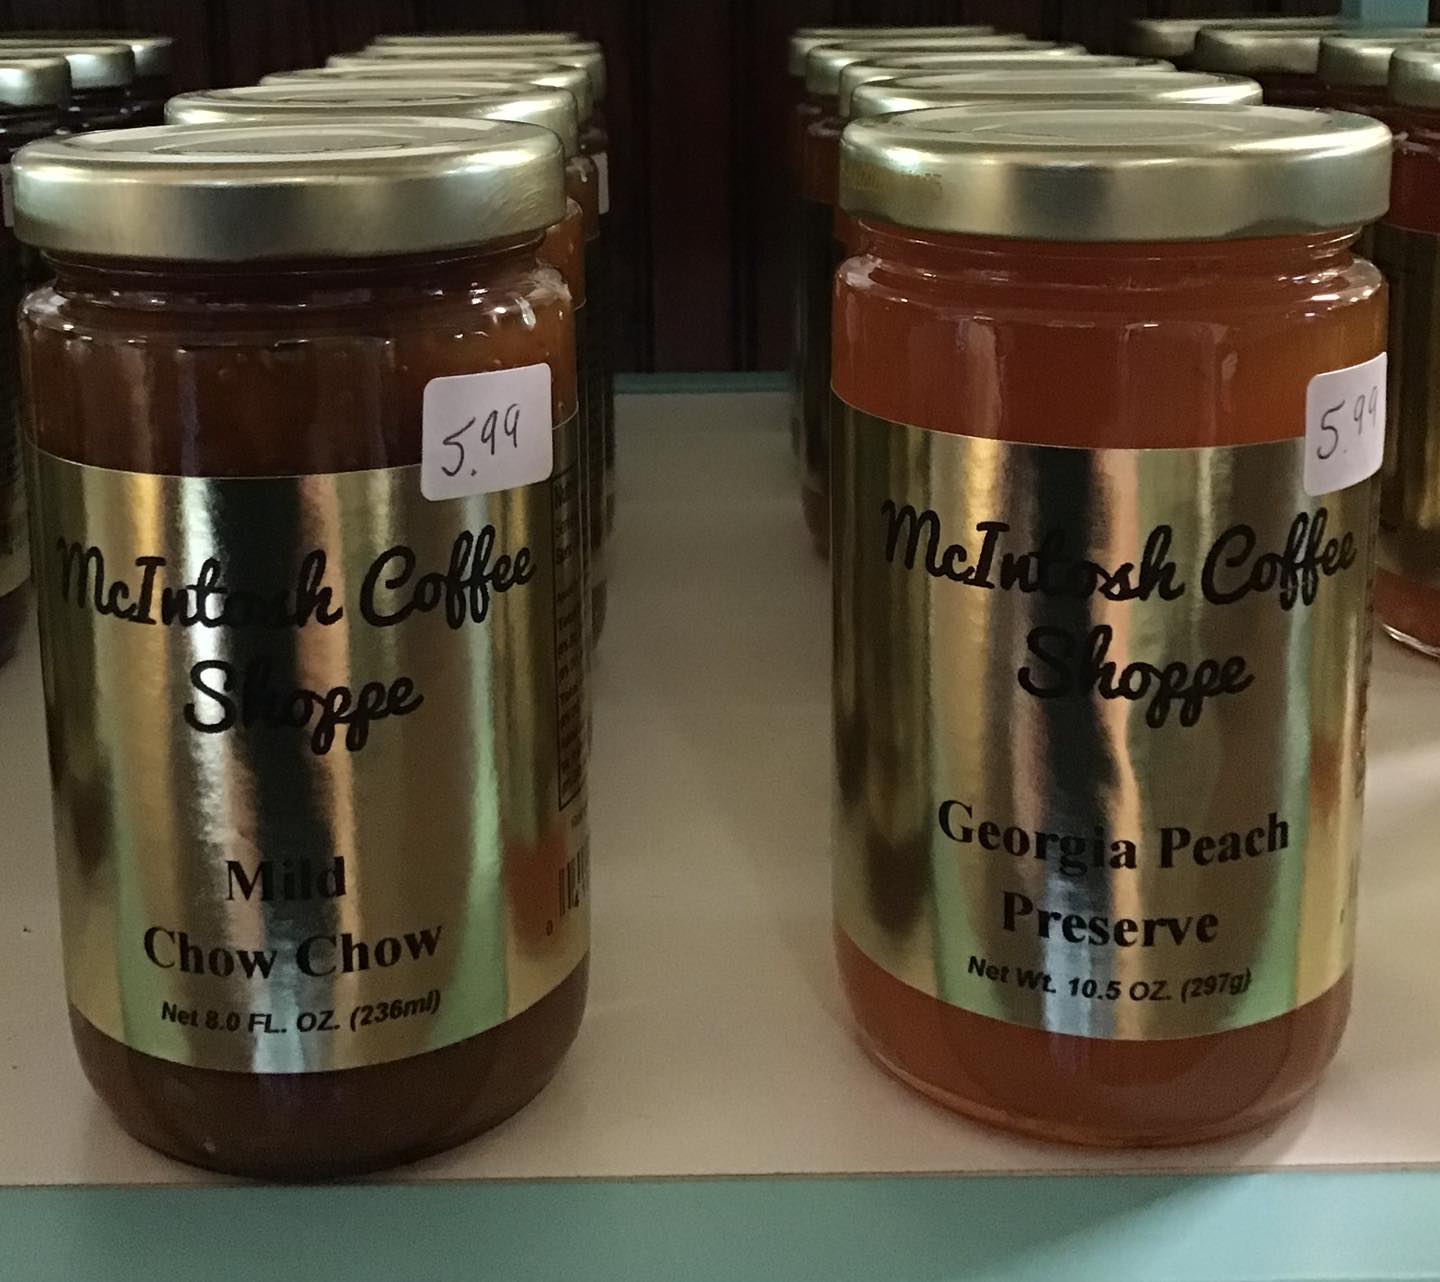 5.99
McIntosh Coffee
Shoppe
Mild
Chow Chow
Net 8.0 FL. OZ. (236ml)
5.99
McIntosh Coffee
Shoppe
Georgia Peach
Preserve
Net Wt. 10.5 OZ. (297g)